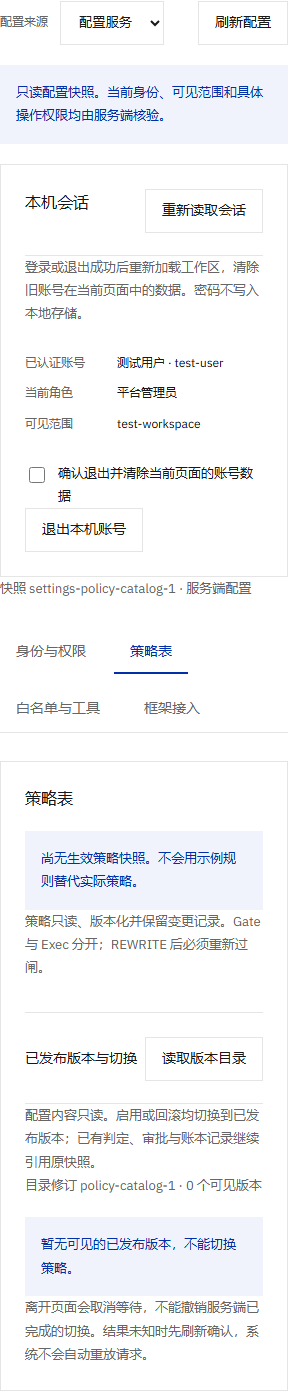 配置来源 配置服务 刷新配置
只读配置快照。当前身份、可见范围和具体
操作权限均由服务端核验。
本机会话 重新读取会话
登录或退出成功后重新加载工作区，清除
旧账号在当前页面中的数据。密码不写入
本地存储。
已认证账号 测试用户 · test-user
当前角色 平台管理员
可见范围 test-workspace
确认退出并清除当前页面的账号数
据
退出本机账号
快照 settings-policy-catalog-1 · 服务端配置
身份与权限 策略表
白名单与工具 框架接入
策略表
尚无生效策略快照。不会用示例规
则替代实际策略。
策略只读、版本化并保留变更记录。Gate
与 Exec 分开；REWRITE 后必须重新过
闸。
已发布版本与切换 读取版本目录
配置内容只读。启用或回滚均切换到已发
布版本；已有判定、审批与账本记录继续
引用原快照。
目录修订 policy-catalog-1 · 0 个可见版本
暂无可见的已发布版本，不能切换
策略。
离开页面会取消等待，不能撤销服务端已
完成的切换。结果未知时先刷新确认，系
统不会自动重放请求。